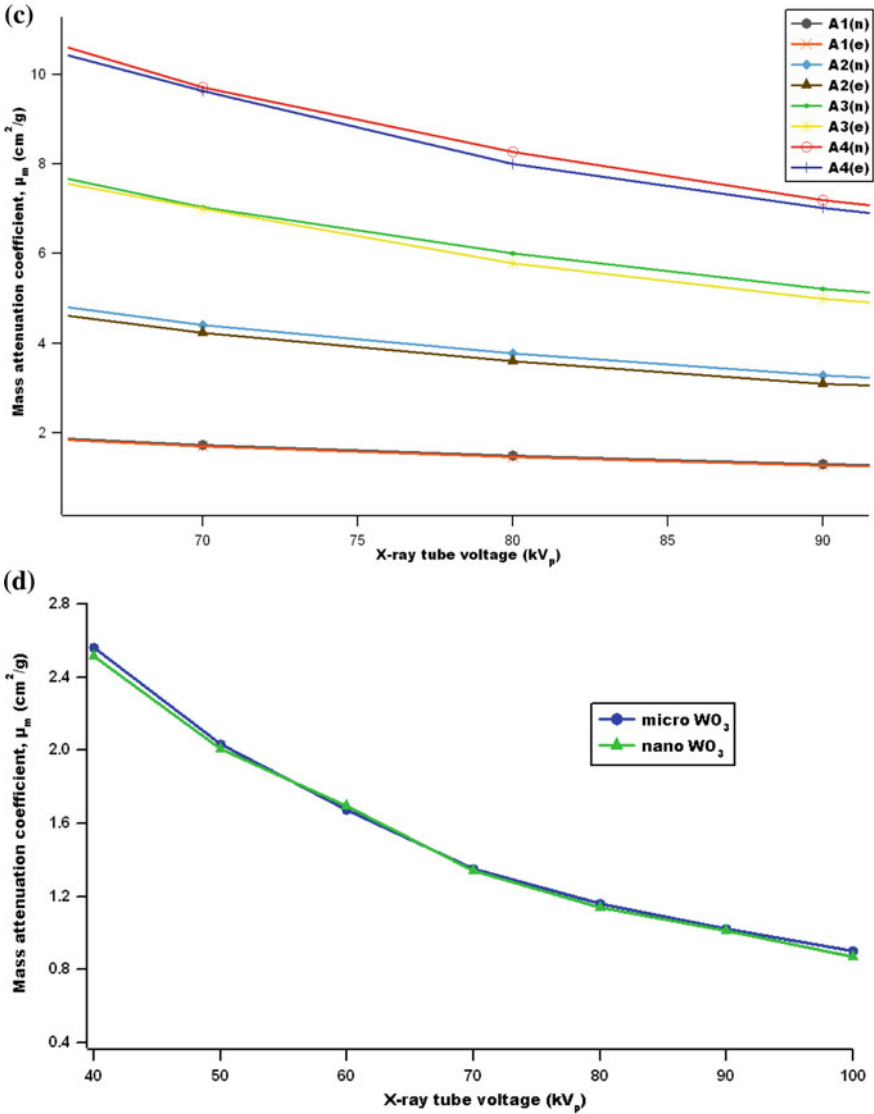 (c)
A1(n)
A1(e)
A2(n)
A2(e)
A3(n)
A3(e)
A4(n)
A4(e)
Mass attenuation coefficient, μm (cm²/g)
10
8
6
4
2
70 75 80 85 90
X-ray tube voltage (kVp)
(d)
micro WO₃
nano WO₃
Mass attenuation coefficient, μm (cm²/g)
2.8
2.4
2.0
1.6
1.2
0.8
0.4
40 50 60 70 80 90 100
X-ray tube voltage (kVp)